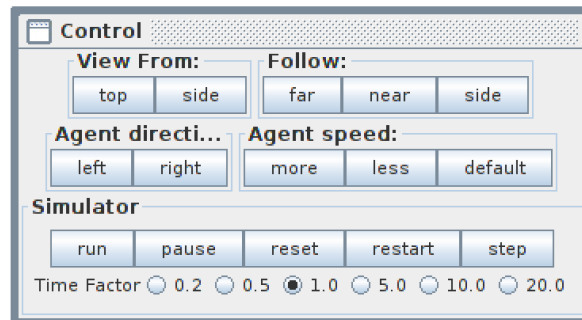 Control
View From: Follow:
top side far near side
Agent directi... Agent speed:
left right more less default
Simulator
run pause reset restart step
Time Factor 0.2 0.5 1.0 5.0 10.0 20.0